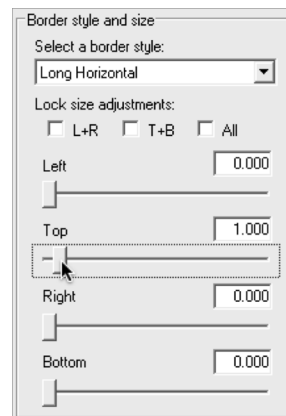 Border style and size
Select a border style:
Long Horizontal
Lock size adjustments:
L+R T+B All
Left 0.000
Top 1.000
Right 0.000
Bottom 0.000